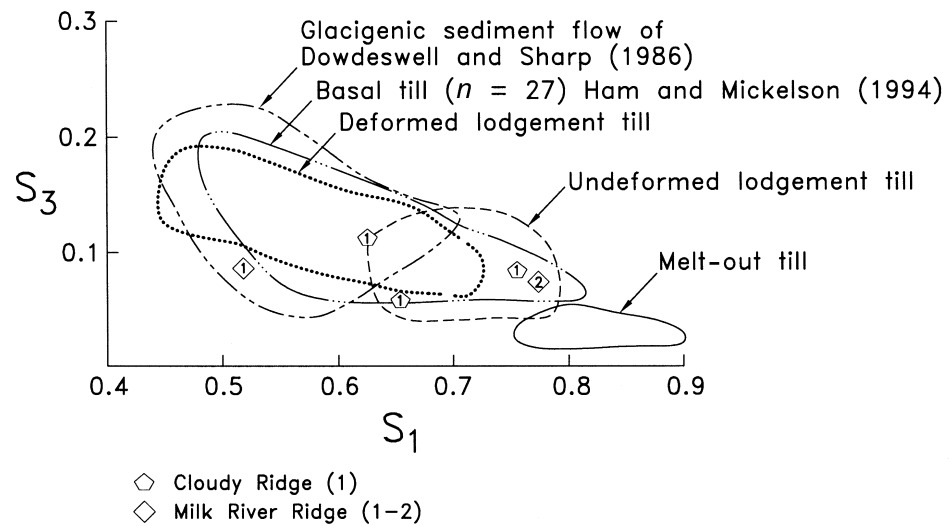 0.3
Glacigenic sediment flow of
Dowdeswell and Sharp (1986)
Basal till (n = 27) Ham and Mickelson (1994)
Deformed lodgement till
0.2
Undeformed lodgement till
S3
1
0.1
Melt-out till
1
1
2
1
0.4 0.5 0.6 0.7 0.8 0.9
S1
Cloudy Ridge (1)
Milk River Ridge (1-2)